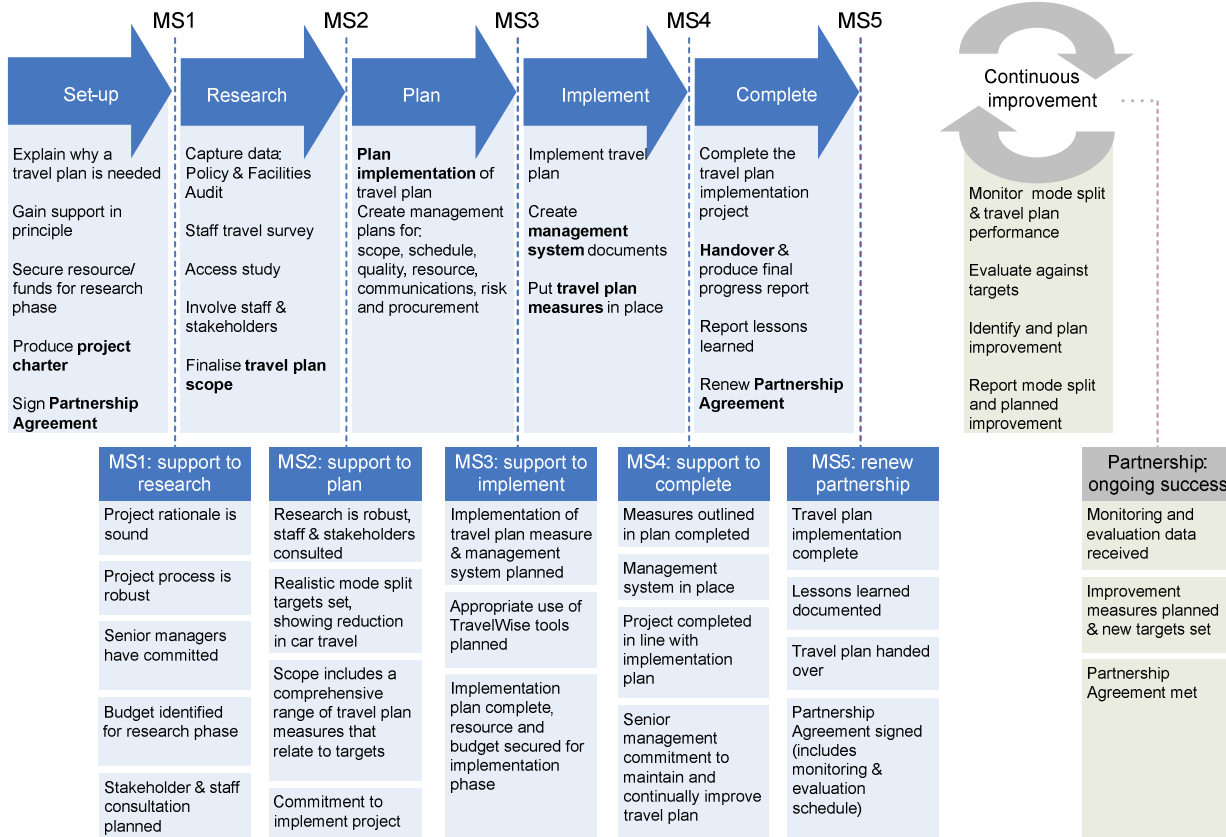 MS1
MS2
MS3
MS4
MS5
Set-up
Research
Plan
Implement
Complete
Continuous
improvement
Explain why a
travel plan is needed
Gain support in
principle
Secure resource/
funds for research
phase
Produce project
charter
Sign Partnership
Agreement
Capture data:
Policy & Facilities
Audit
Staff travel survey
Access study
Involve staff &
stakeholders
Finalise travel plan
scope
Plan
implementation of
travel plan
Create management
plans for:
scope, schedule,
quality, resource,
communications, risk
and procurement
Implement travel
plan
Create
management
system documents
Put travel plan
measures in place
Complete the
travel plan
implementation
project
Handover &
produce final
progress report
Report lessons
learned
Renew Partnership
Agreement
Monitor mode split
& travel plan
performance
Evaluate against
targets
Identify and plan
improvement
Report mode split
and planned
improvement
MS1: support to
research
Project rationale is
sound
Project process is
robust
Senior managers
have committed
Budget identified
for research phase
Stakeholder & staff
consultation
planned
MS2: support to
plan
Research is robust,
staff & stakeholders
consulted
Realistic mode split
targets set,
showing reduction
in car travel
Scope includes a
comprehensive
range of travel plan
measures that
relate to targets
Commitment to
implement project
MS3: support to
implement
Implementation of
travel plan measure
& management
system planned
Appropriate use of
TravelWise tools
planned
Implementation
plan complete,
resource and
budget secured for
implementation
phase
MS4: support to
complete
Measures outlined
in plan completed
Management
system in place
Project completed
in line with
implementation
plan
Senior
management
commitment to
maintain and
continually improve
travel plan
MS5: renew
partnership
Travel plan
implementation
complete
Lessons learned
documented
Travel plan handed
over
Partnership
Agreement signed
(includes
monitoring &
evaluation
schedule)
Partnership:
ongoing success
Monitoring and
evaluation data
received
Improvement
measures planned
& new targets set
Partnership
Agreement met